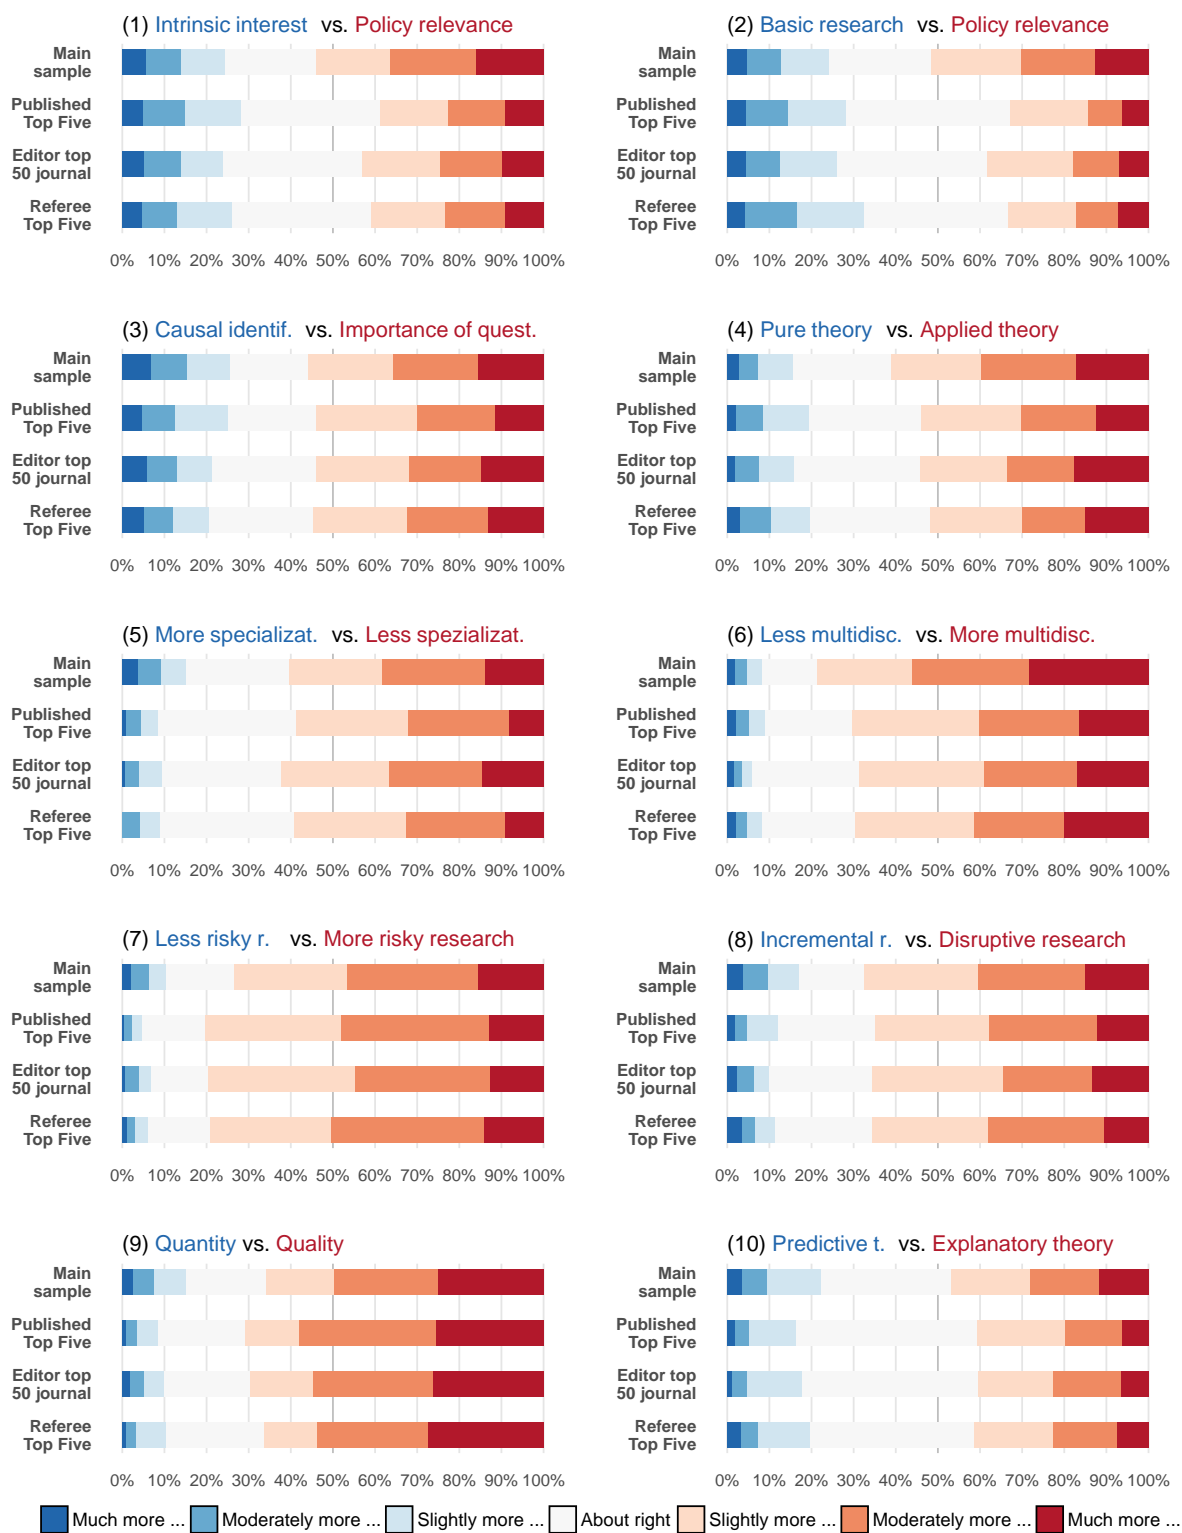 (1) Intrinsic interest vs. Policy relevance
Main
sample
Published
Top Five
Editor top
50 journal
Referee
Top Five
0% 10% 20% 30% 40% 50% 60% 70% 80% 90% 100%
(2) Basic research vs. Policy relevance
Main
sample
Published
Top Five
Editor top
50 journal
Referee
Top Five
0% 10% 20% 30% 40% 50% 60% 70% 80% 90% 100%
(3) Causal identif. vs. Importance of quest.
Main
sample
Published
Top Five
Editor top
50 journal
Referee
Top Five
0% 10% 20% 30% 40% 50% 60% 70% 80% 90% 100%
(4) Pure theory vs. Applied theory
Main
sample
Published
Top Five
Editor top
50 journal
Referee
Top Five
0% 10% 20% 30% 40% 50% 60% 70% 80% 90% 100%
(5) More specializat. vs. Less spezializat.
Main
sample
Published
Top Five
Editor top
50 journal
Referee
Top Five
0% 10% 20% 30% 40% 50% 60% 70% 80% 90% 100%
(6) Less multidisc. vs. More multidisc.
Main
sample
Published
Top Five
Editor top
50 journal
Referee
Top Five
0% 10% 20% 30% 40% 50% 60% 70% 80% 90% 100%
(7) Less risky r. vs. More risky research
Main
sample
Published
Top Five
Editor top
50 journal
Referee
Top Five
0% 10% 20% 30% 40% 50% 60% 70% 80% 90% 100%
(8) Incremental r. vs. Disruptive research
Main
sample
Published
Top Five
Editor top
50 journal
Referee
Top Five
0% 10% 20% 30% 40% 50% 60% 70% 80% 90% 100%
(9) Quantity vs. Quality
Main
sample
Published
Top Five
Editor top
50 journal
Referee
Top Five
0% 10% 20% 30% 40% 50% 60% 70% 80% 90% 100%
(10) Predictive t. vs. Explanatory theory
Main
sample
Published
Top Five
Editor top
50 journal
Referee
Top Five
0% 10% 20% 30% 40% 50% 60% 70% 80% 90% 100%
Much more ... Moderately more ... Slightly more ... About right Slightly more ... Moderately more ... Much more ...